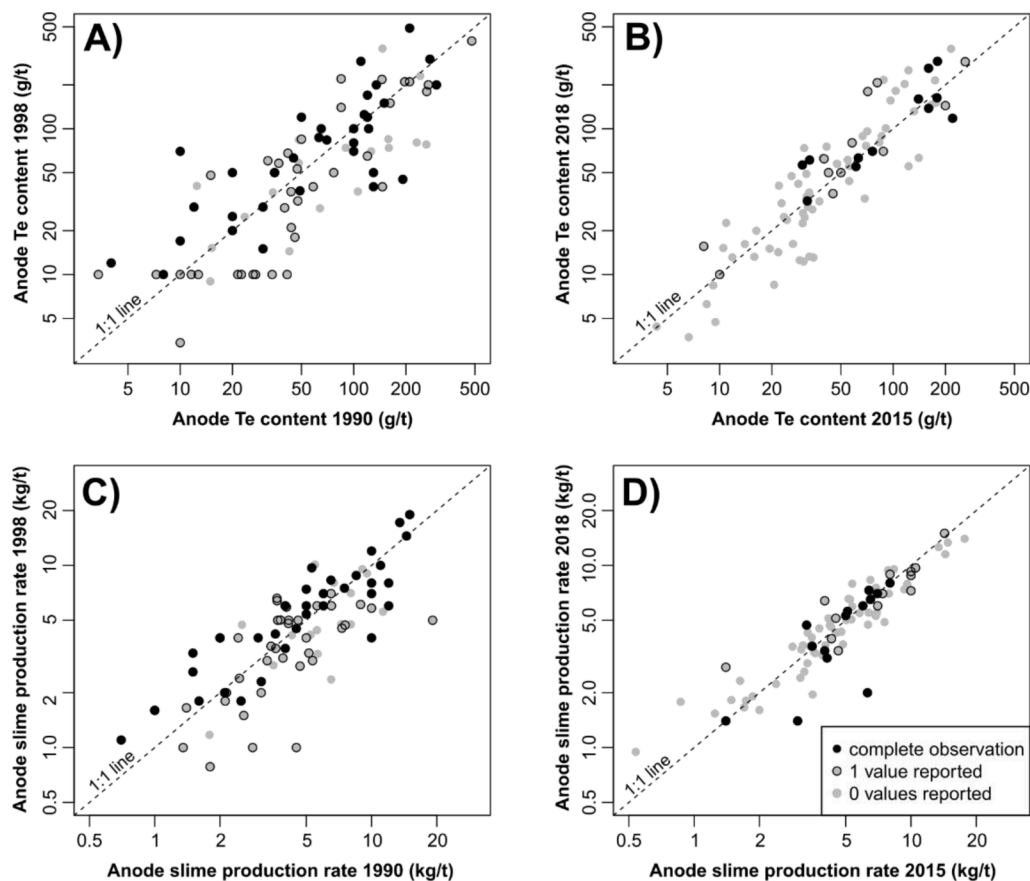 A)
Anode Te content 1998 (g/t)
500
200
100
50
20
10
5
1:1 line
5
10
20
50
100
200
500
Anode Te content 1990 (g/t)
B)
Anode Te content 2018 (g/t)
500
200
100
50
20
10
5
1:1 line
5
10
20
50
100
200
500
Anode Te content 2015 (g/t)
C)
Anode slime production rate 1998 (kg/t)
20
10
5
2
1
0.5
1:1 line
0.5
1
2
5
10
20
Anode slime production rate 1990 (kg/t)
D)
Anode slime production rate 2018 (kg/t)
20.0
10.0
5.0
2.0
1.0
0.5
1:1 line
complete observation
1 value reported
0 values reported
0.5
1
2
5
10
20
Anode slime production rate 2015 (kg/t)